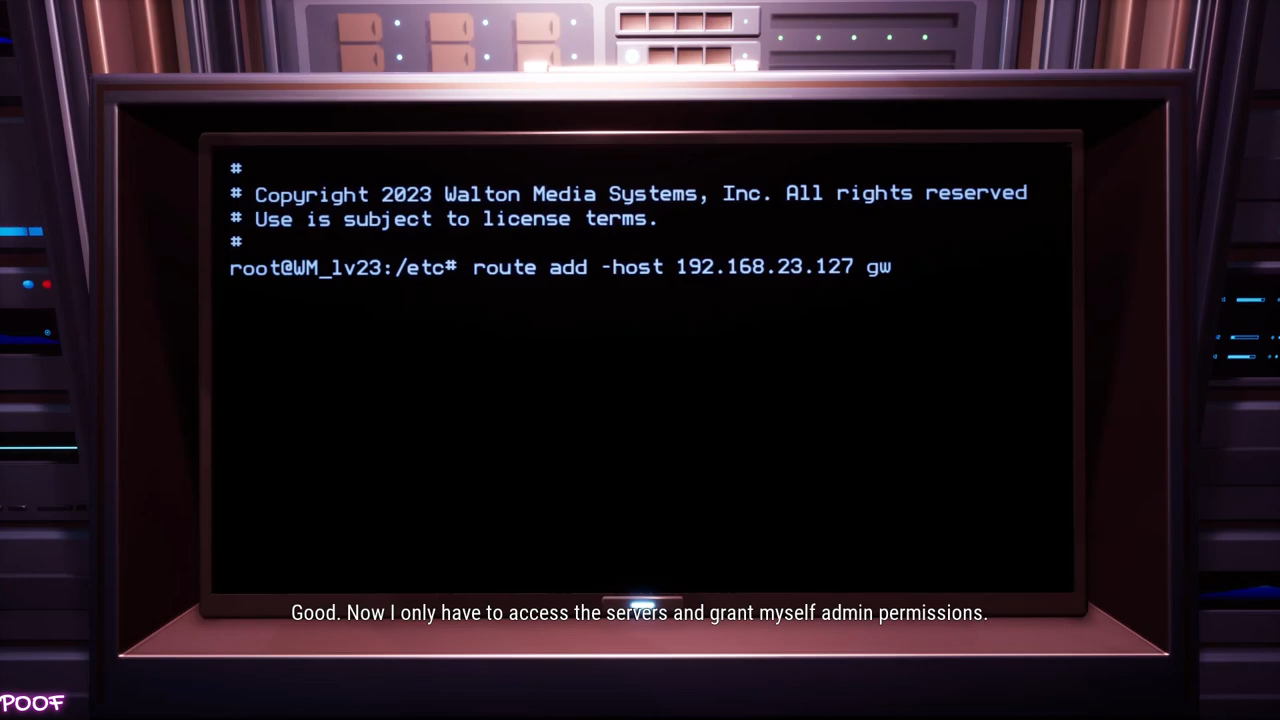 #
# Copyright 2023 Walton Media Systems, Inc. All rights reserved
# Use is subject to license terms.
#
root@WM_lv23:/etc# route add -host 192.168.23.127 gw
Good. Now I only have to access the servers and grant myself admin permissions.
POOF